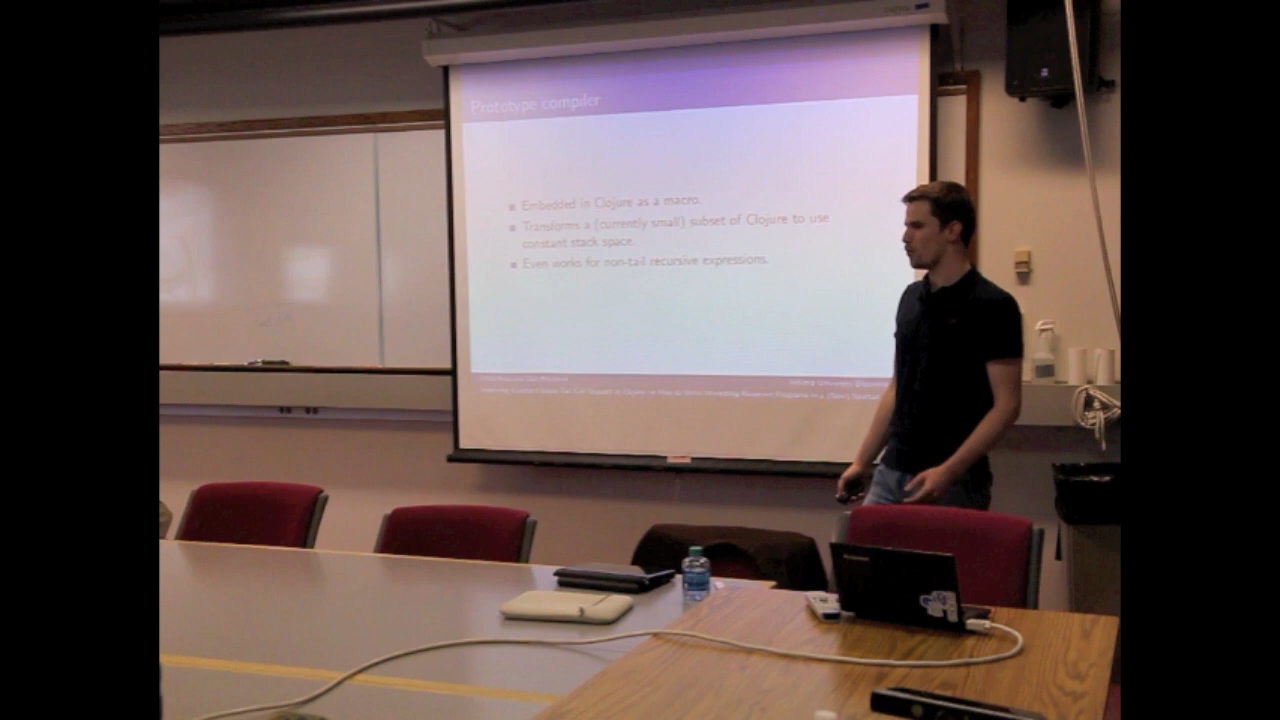 Prototype compiler
Embedded in Clojure as a macro.
Transforms a (currently small) subset of Clojure to use
constant stack space.
Even works for non-tail recursive expressions.